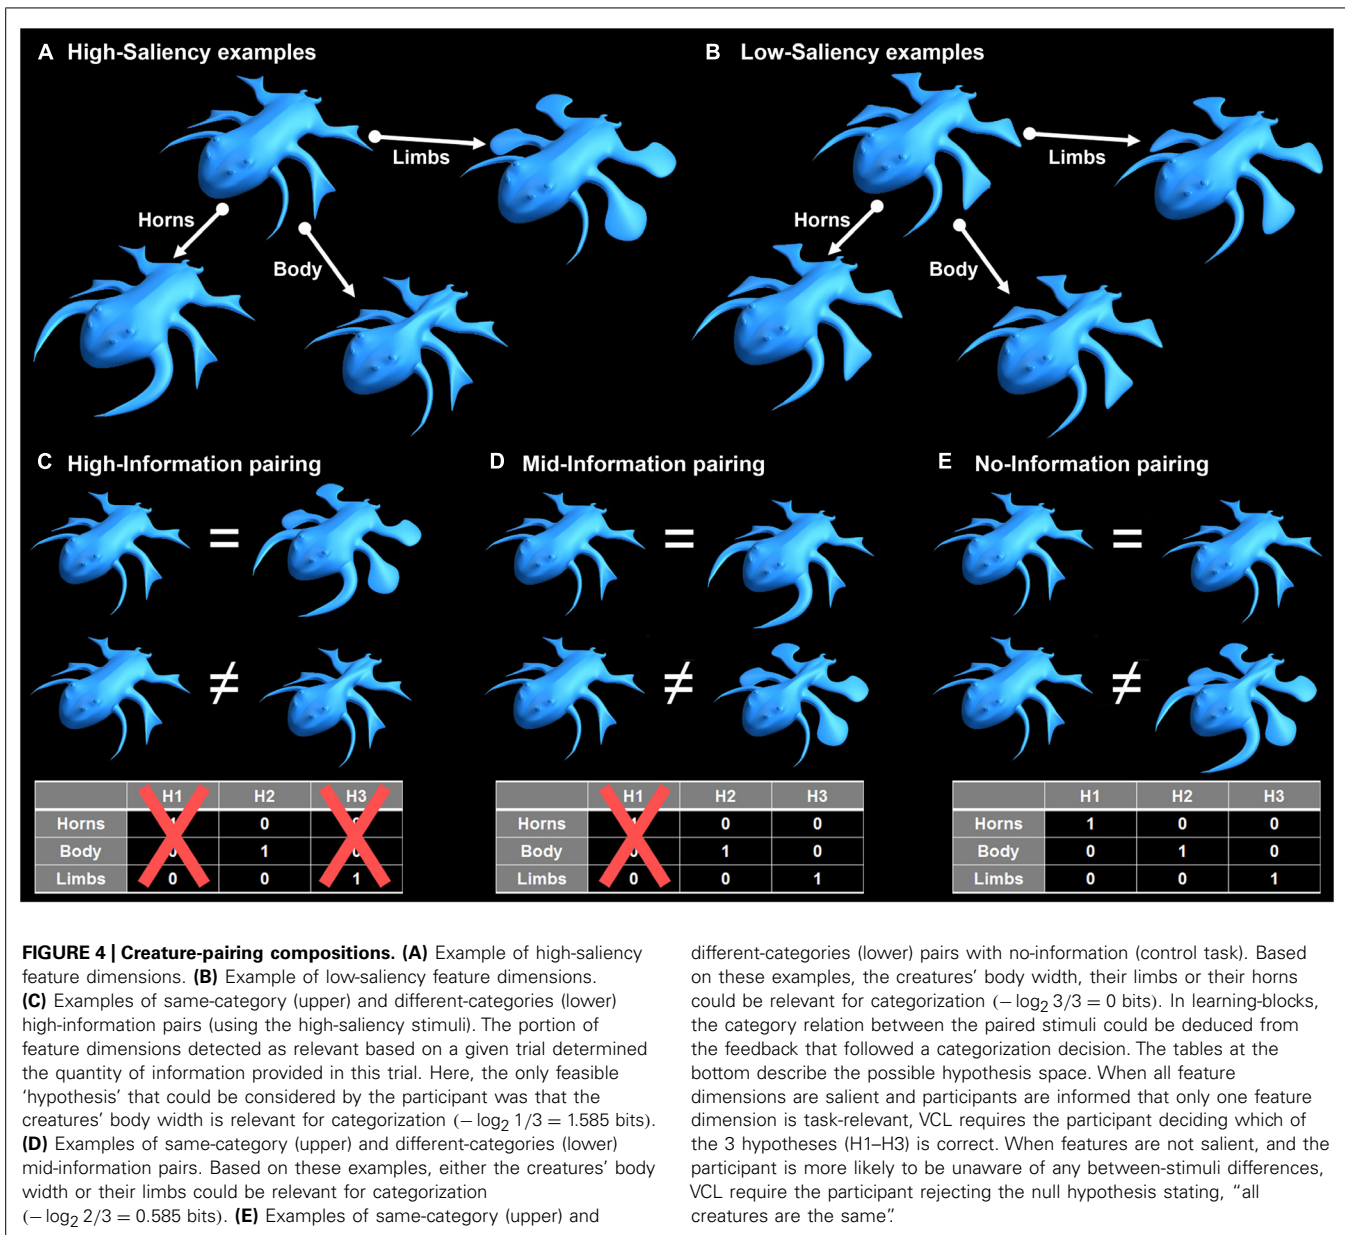 A High-Saliency examples
Limbs
Horns
Body
B Low-Saliency examples
Limbs
Horns
Body
C High-Information pairing
=
≠
H1 H2 H3
Horns 0
Body 1
Limbs 0 0 1
D Mid-Information pairing
=
≠
H1 H2 H3
Horns 0 0
Body 1 0
Limbs 0 0 1
E No-Information pairing
=
≠
H1 H2 H3
Horns 1 0 0
Body 0 1 0
Limbs 0 0 1
FIGURE 4 | Creature-pairing compositions. (A) Example of high-saliency
feature dimensions. (B) Example of low-saliency feature dimensions.
(C) Examples of same-category (upper) and different-categories (lower)
high-information pairs (using the high-saliency stimuli). The portion of
feature dimensions detected as relevant based on a given trial determined
the quantity of information provided in this trial. Here, the only feasible
‘hypothesis’ that could be considered by the participant was that the
creatures’ body width is relevant for categorization (− log₂ 1/3 = 1.585 bits).
(D) Examples of same-category (upper) and different-categories (lower)
mid-information pairs. Based on these examples, either the creatures’ body
width or their limbs could be relevant for categorization
(− log₂ 2/3 = 0.585 bits). (E) Examples of same-category (upper) and
different-categories (lower) pairs with no-information (control task). Based
on these examples, the creatures’ body width, their limbs or their horns
could be relevant for categorization (− log₂ 3/3 = 0 bits). In learning-blocks,
the category relation between the paired stimuli could be deduced from
the feedback that followed a categorization decision. The tables at the
bottom describe the possible hypothesis space. When all feature
dimensions are salient and participants are informed that only one feature
dimension is task-relevant, VCL requires the participant deciding which of
the 3 hypotheses (H1–H3) is correct. When features are not salient, and the
participant is more likely to be unaware of any between-stimuli differences,
VCL require the participant rejecting the null hypothesis stating, “all
creatures are the same”.